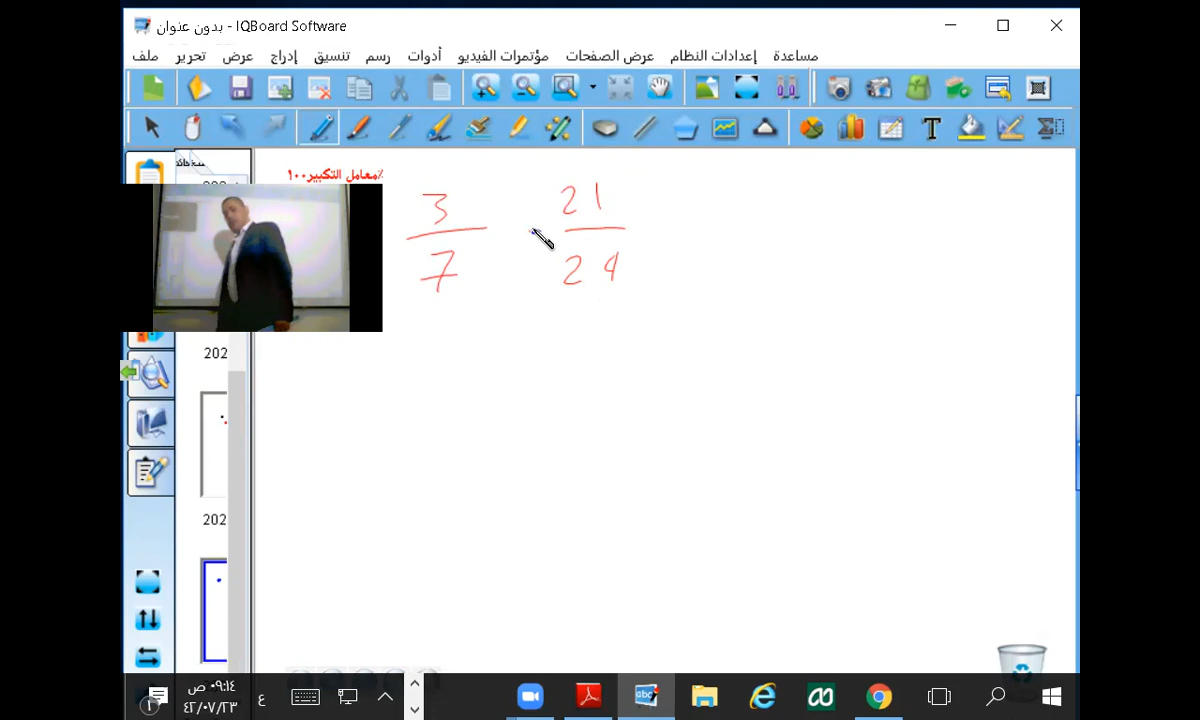 بدون عنوان - IQBoard Software
ملف تحرير عرض إدراج تنسيق رسم أدوات مؤتمرات الفيديو عرض الصفحات إعدادات النظام مساعدة
معامل التكبير١٠٠٪
3 21
7 24
202
202
abc
ع
٠٩:١٤ ص
٤٢/٠٧/٢٣